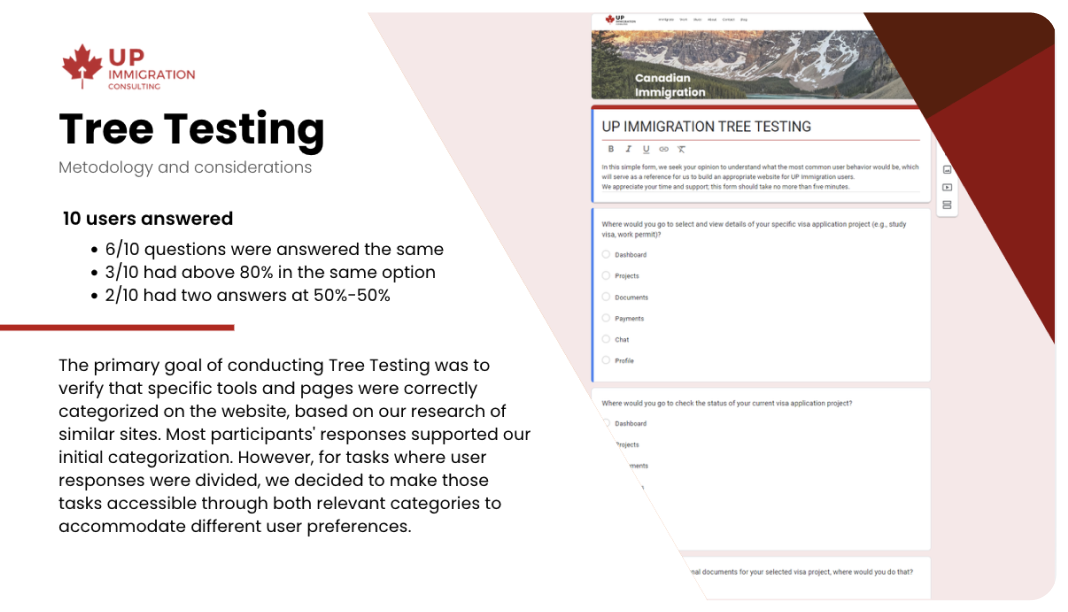 UP
IMMIGRATION
CONSULTING
Tree Testing
Metodology and considerations
10 users answered
• 6/10 questions were answered the same
• 3/10 had above 80% in the same option
• 2/10 had two answers at 50%-50%
The primary goal of conducting Tree Testing was to
verify that specific tools and pages were correctly
categorized on the website, based on our research of
similar sites. Most participants' responses supported our
initial categorization. However, for tasks where user
responses were divided, we decided to make those
tasks accessible through both relevant categories to
accommodate different user preferences.
UP
Canadian
Immigration
UP IMMIGRATION TREE TESTING
B I U
In this simple form, we seek your opinion to understand what the most common user behavior would be, which
will serve as a reference for us to build an appropriate website for UP Immigration users.
We appreciate your time and support; this form should take no more than five minutes.
Where would you go to select and view details of your specific visa application project (e.g., study
visa, work permit)?
Dashboard
Projects
Documents
Payments
Chat
Profile
Where would you go to check the status of your current visa application project?
Dashboard
rojects
ments
nal documents for your selected visa project, where would you do that?